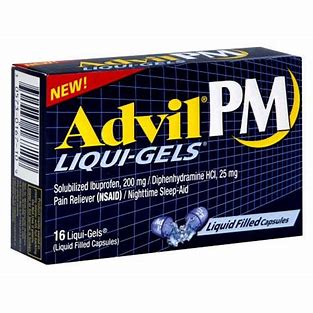 NEW!
Advil® PM
LIQUI-GELS®
Solubilized Ibuprofen, 200 mg / Diphenhydramine HCl, 25 mg
Pain Reliever (NSAID) / Nighttime Sleep-Aid
16 Liqui-Gels®
(Liquid Filled Capsules)
Liquid Filled Capsules